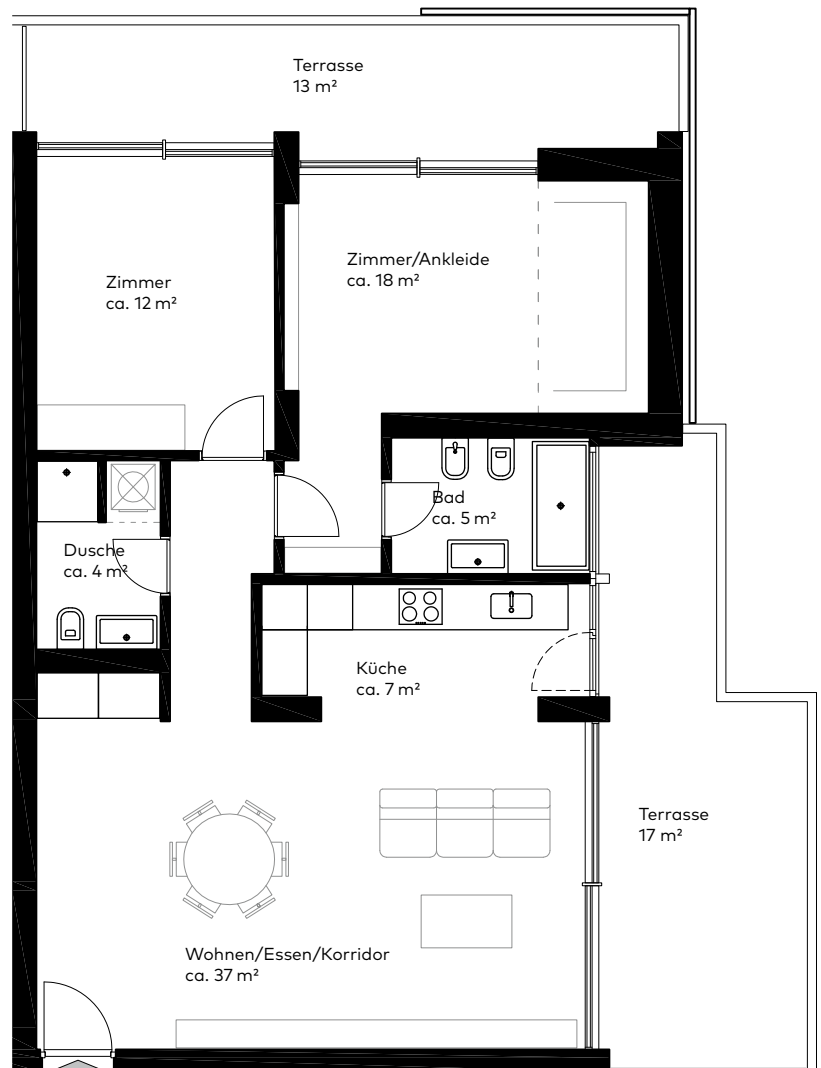 Terrasse
13 m²
Zimmer/Ankleide
ca. 18 m²
Zimmer
ca. 12 m²
Bad
ca. 5 m²
Dusche
ca. 4 m²
Küche
ca. 7 m²
Terrasse
17 m²
Wohnen/Essen/Korridor
ca. 37 m²